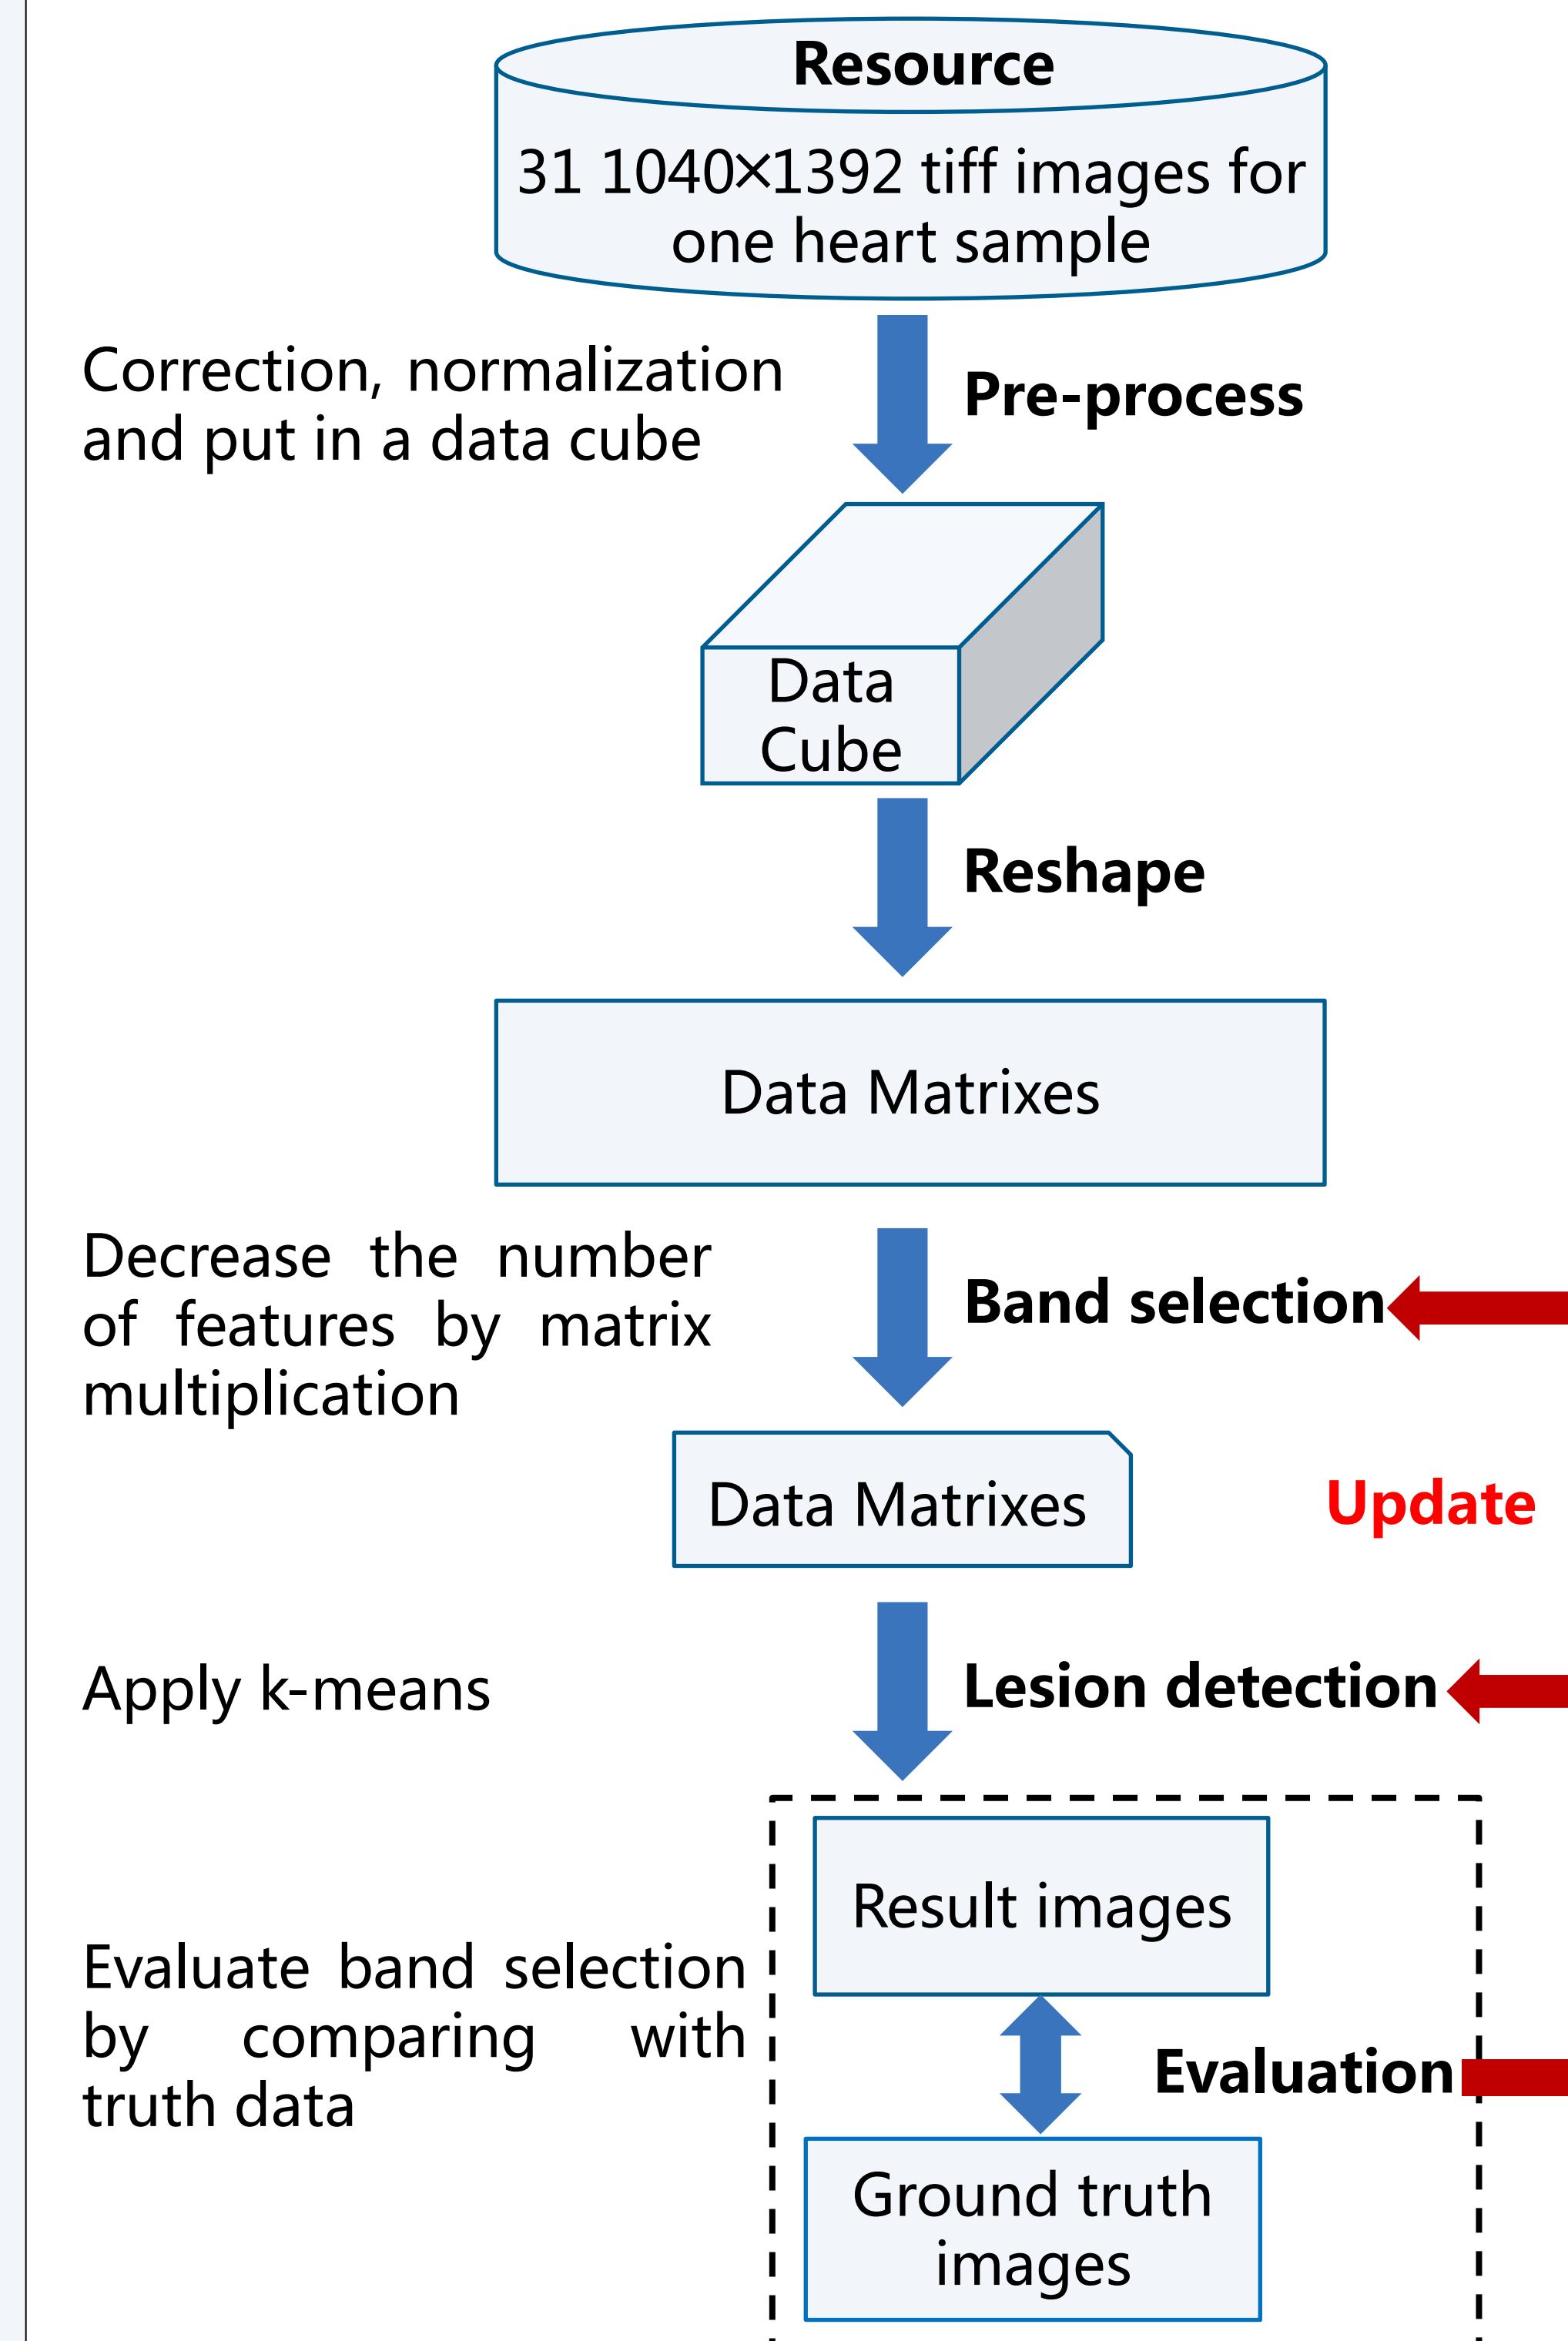 Resource
31 1040×1392 tiff images for
one heart sample
Correction, normalization
and put in a data cube
Pre-process
Data
Cube
Reshape
Data Matrixes
Decrease the number
of features by matrix
multiplication
Band selection
Data Matrixes
Update
Apply k-means
Lesion detection
Result images
Evaluate band selection
by comparing with
truth data
Evaluation
Ground truth
images